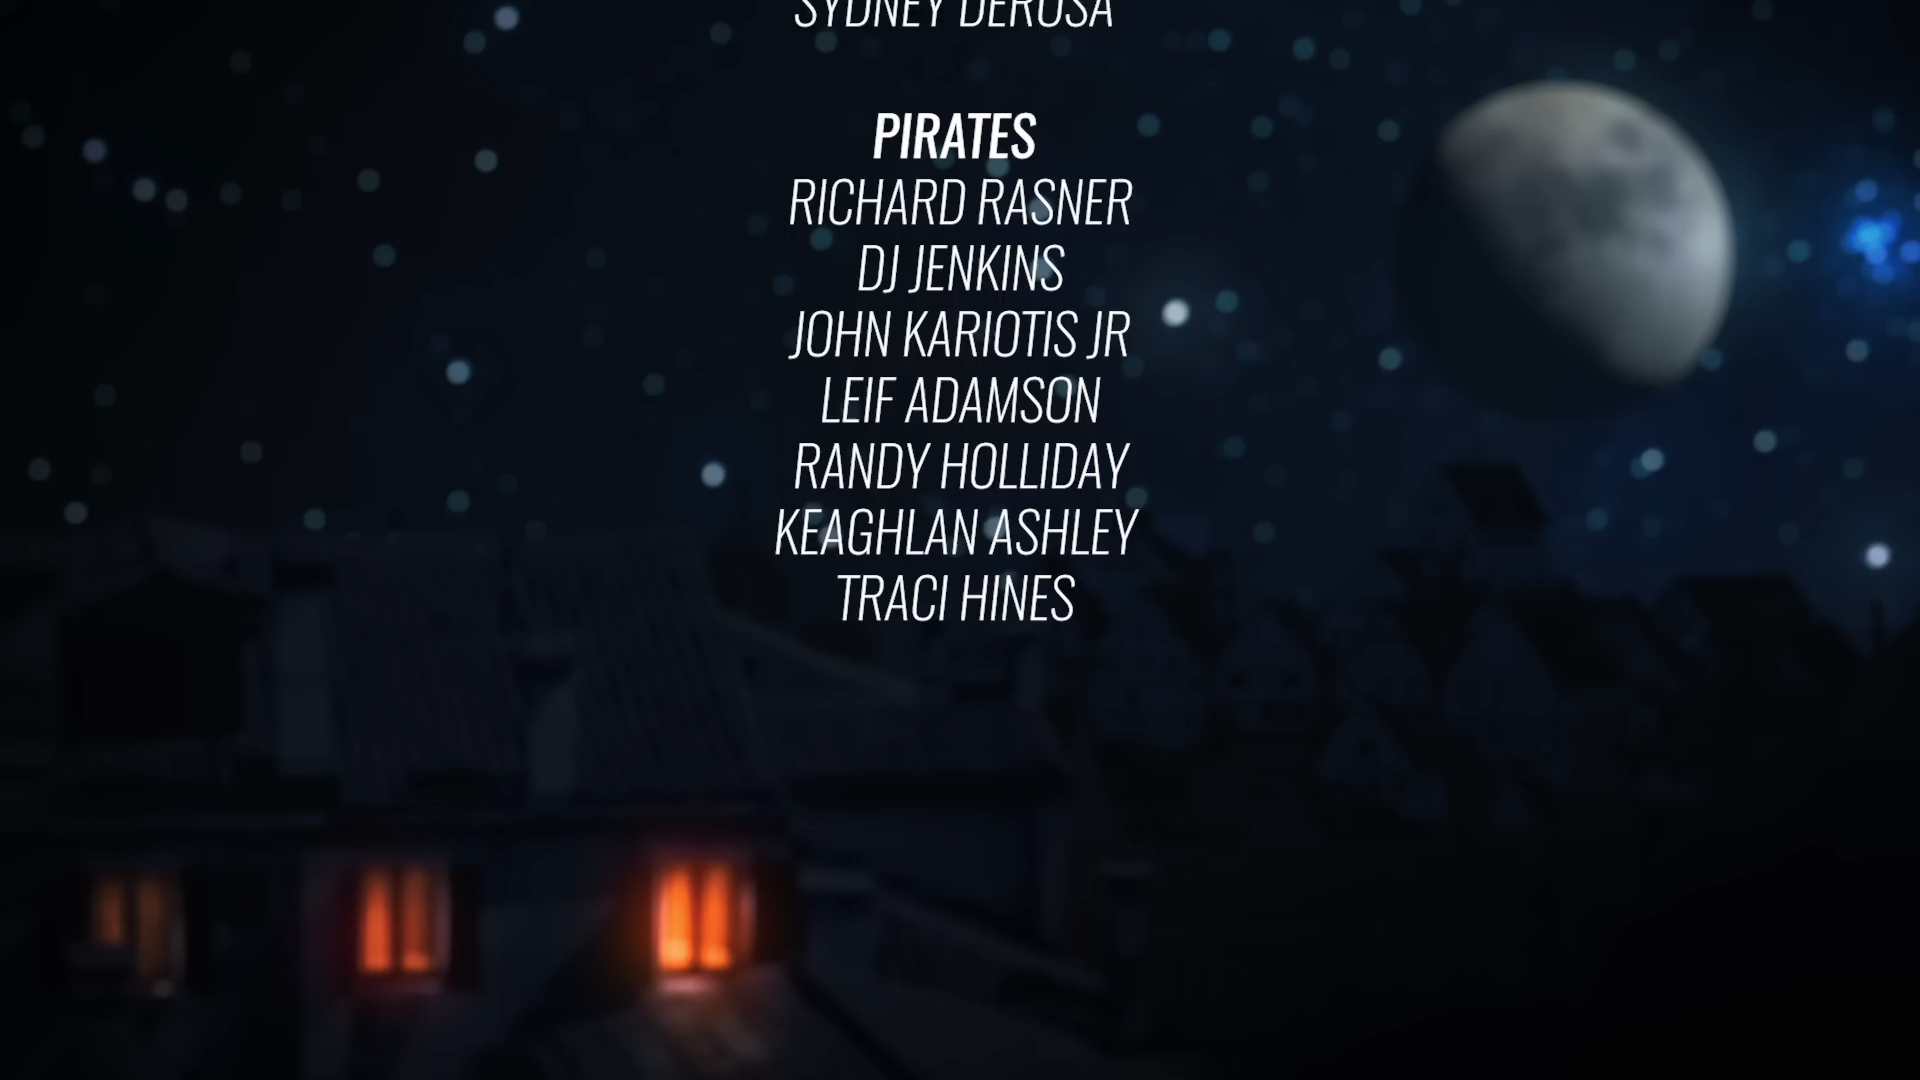 SYDNEY DEROSA
PIRATES
RICHARD RASNER
DJ JENKINS
JOHN KARIOTIS JR
LEIF ADAMSON
RANDY HOLLIDAY
KEAGHLAN ASHLEY
TRACI HINES